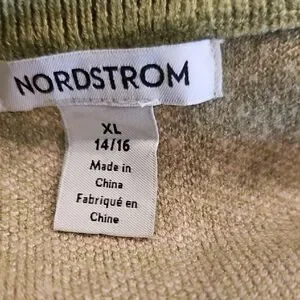 NORDSTROM
XL
14/16
Made in
China
Fabriqué en
Chine